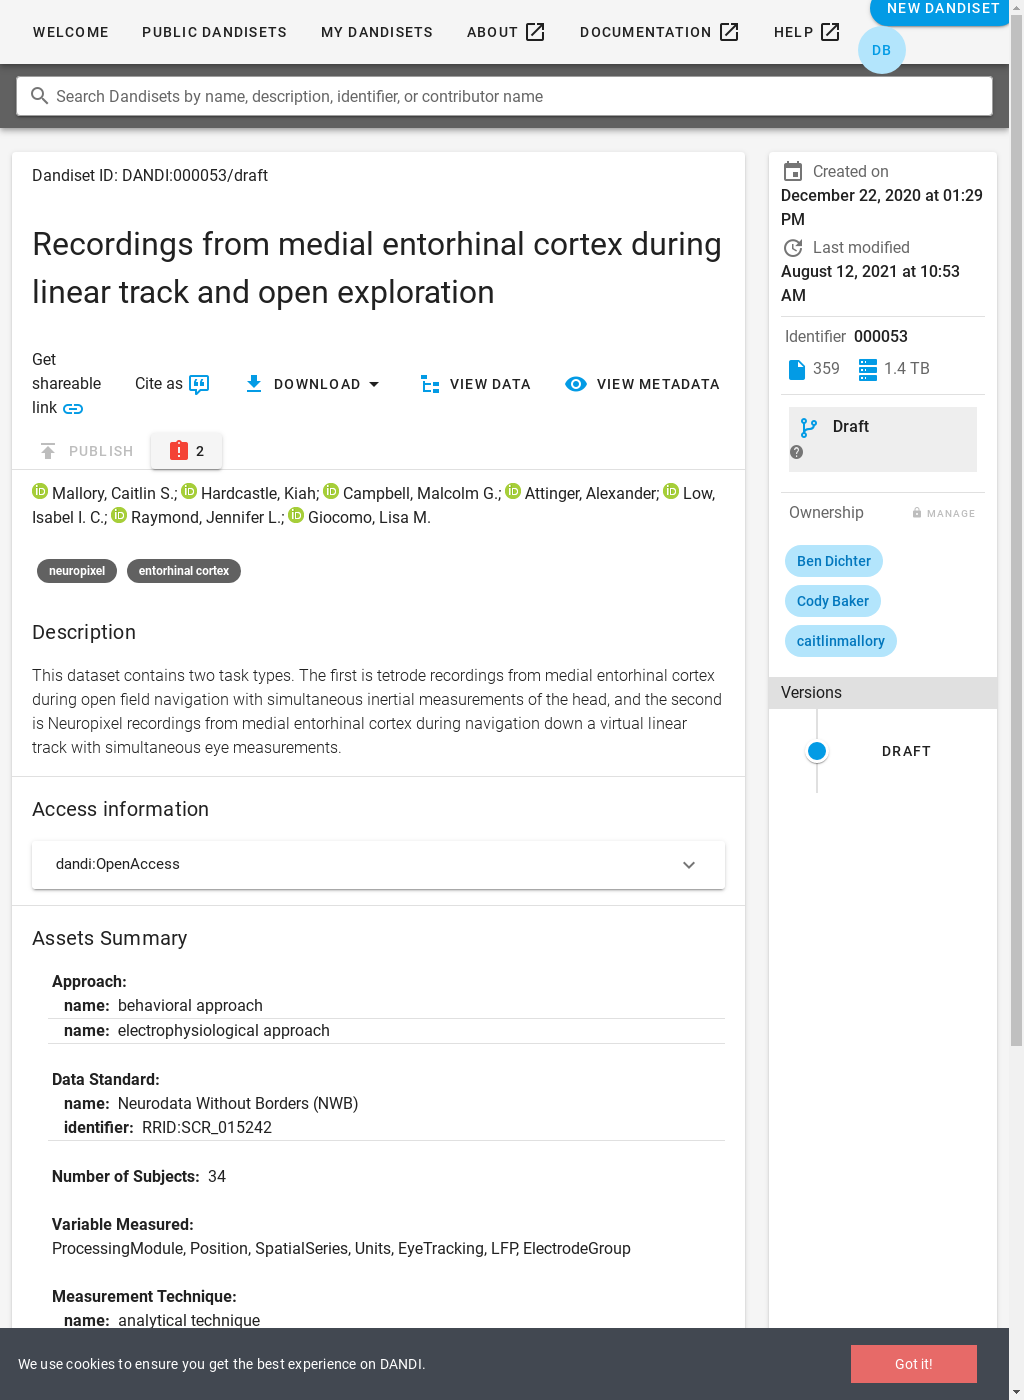 WELCOME
PUBLIC DANDISETS
MY DANDISETS
ABOUT
DOCUMENTATION
HELP
NEW DANDISET
DB
Search Dandisets by name, description, identifier, or contributor name
Dandiset ID: DANDI:000053/draft
Recordings from medial entorhinal cortex during
linear track and open exploration
Get
shareable
link
Cite as
DOWNLOAD
VIEW DATA
VIEW METADATA
PUBLISH
2
Mallory, Caitlin S.; Hardcastle, Kiah; Campbell, Malcolm G.; Attinger, Alexander; Low,
Isabel I. C.; Raymond, Jennifer L.; Giocomo, Lisa M.
neuropixel
entorhinal cortex
Description
This dataset contains two task types. The first is tetrode recordings from medial entorhinal cortex
during open field navigation with simultaneous inertial measurements of the head, and the second
is Neuropixel recordings from medial entorhinal cortex during navigation down a virtual linear
track with simultaneous eye measurements.
Access information
dandi:OpenAccess
Assets Summary
Approach:
name: behavioral approach
name: electrophysiological approach
Data Standard:
name: Neurodata Without Borders (NWB)
identifier: RRID:SCR_015242
Number of Subjects: 34
Variable Measured:
ProcessingModule, Position, SpatialSeries, Units, EyeTracking, LFP, ElectrodeGroup
Measurement Technique:
name: analytical technique
Created on
December 22, 2020 at 01:29
PM
Last modified
August 12, 2021 at 10:53
AM
Identifier 000053
359
1.4 TB
Draft
Ownership
MANAGE
Ben Dichter
Cody Baker
caitlinmallory
Versions
DRAFT
We use cookies to ensure you get the best experience on DANDI.
Got it!